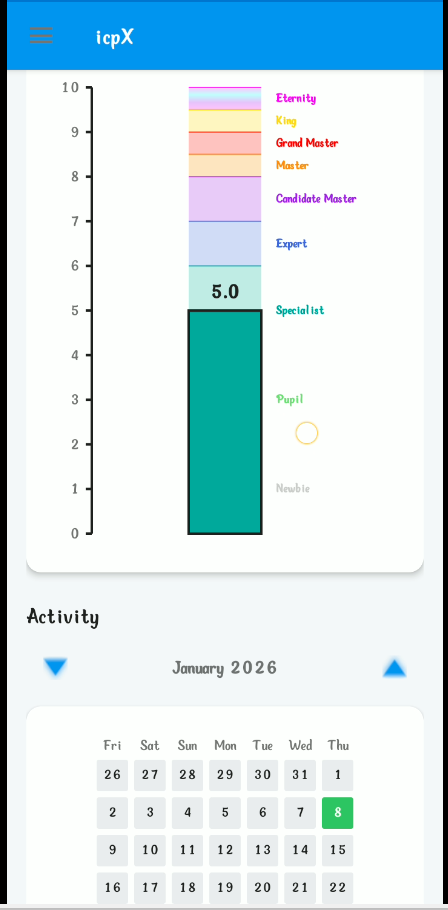 icpX
10
Eternity
King
9
Grand Master
Master
8
Candidate Master
7
Expert
6
5.0
5
Specialist
4
3
Pupil
2
1
Newbie
0
Activity
January 2026
Fri Sat Sun Mon Tue Wed Thu
26 27 28 29 30 31 1
2 3 4 5 6 7 8
9 10 11 12 13 14 15
16 17 18 19 20 21 22